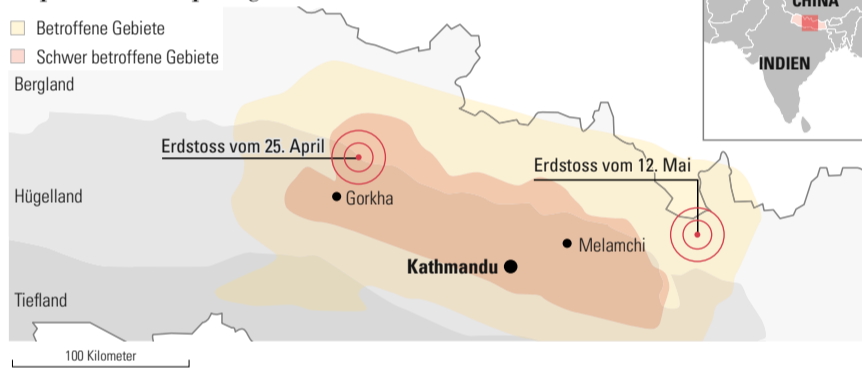 Betroffene Gebiete
Schwer betroffene Gebiete
CHINA
INDIEN
Bergland
Erdstoss vom 25. April
Erdstoss vom 12. Mai
Hügelland
Gorkha
Melamchi
Kathmandu
Tiefland
100 Kilometer